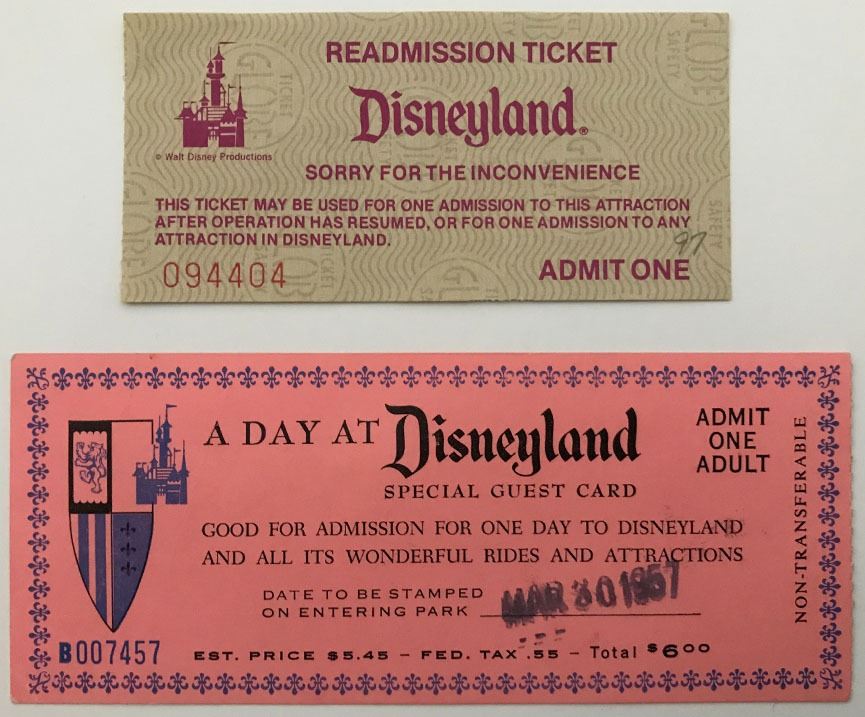 READMISSION TICKET
Disneyland®
© Walt Disney Productions
SORRY FOR THE INCONVENIENCE
THIS TICKET MAY BE USED FOR ONE ADMISSION TO THIS ATTRACTION
AFTER OPERATION HAS RESUMED, OR FOR ONE ADMISSION TO ANY
ATTRACTION IN DISNEYLAND.
97
094404
ADMIT ONE
GLOBE
TICKET
SAFETY
A DAY AT Disneyland
SPECIAL GUEST CARD
ADMIT
ONE
ADULT
NON-TRANSFERABLE
GOOD FOR ADMISSION FOR ONE DAY TO DISNEYLAND
AND ALL ITS WONDERFUL RIDES AND ATTRACTIONS
DATE TO BE STAMPED
ON ENTERING PARK
MAR 30 1957
B007457
EST. PRICE $5.45 – FED. TAX .55 – Total $6⁰⁰